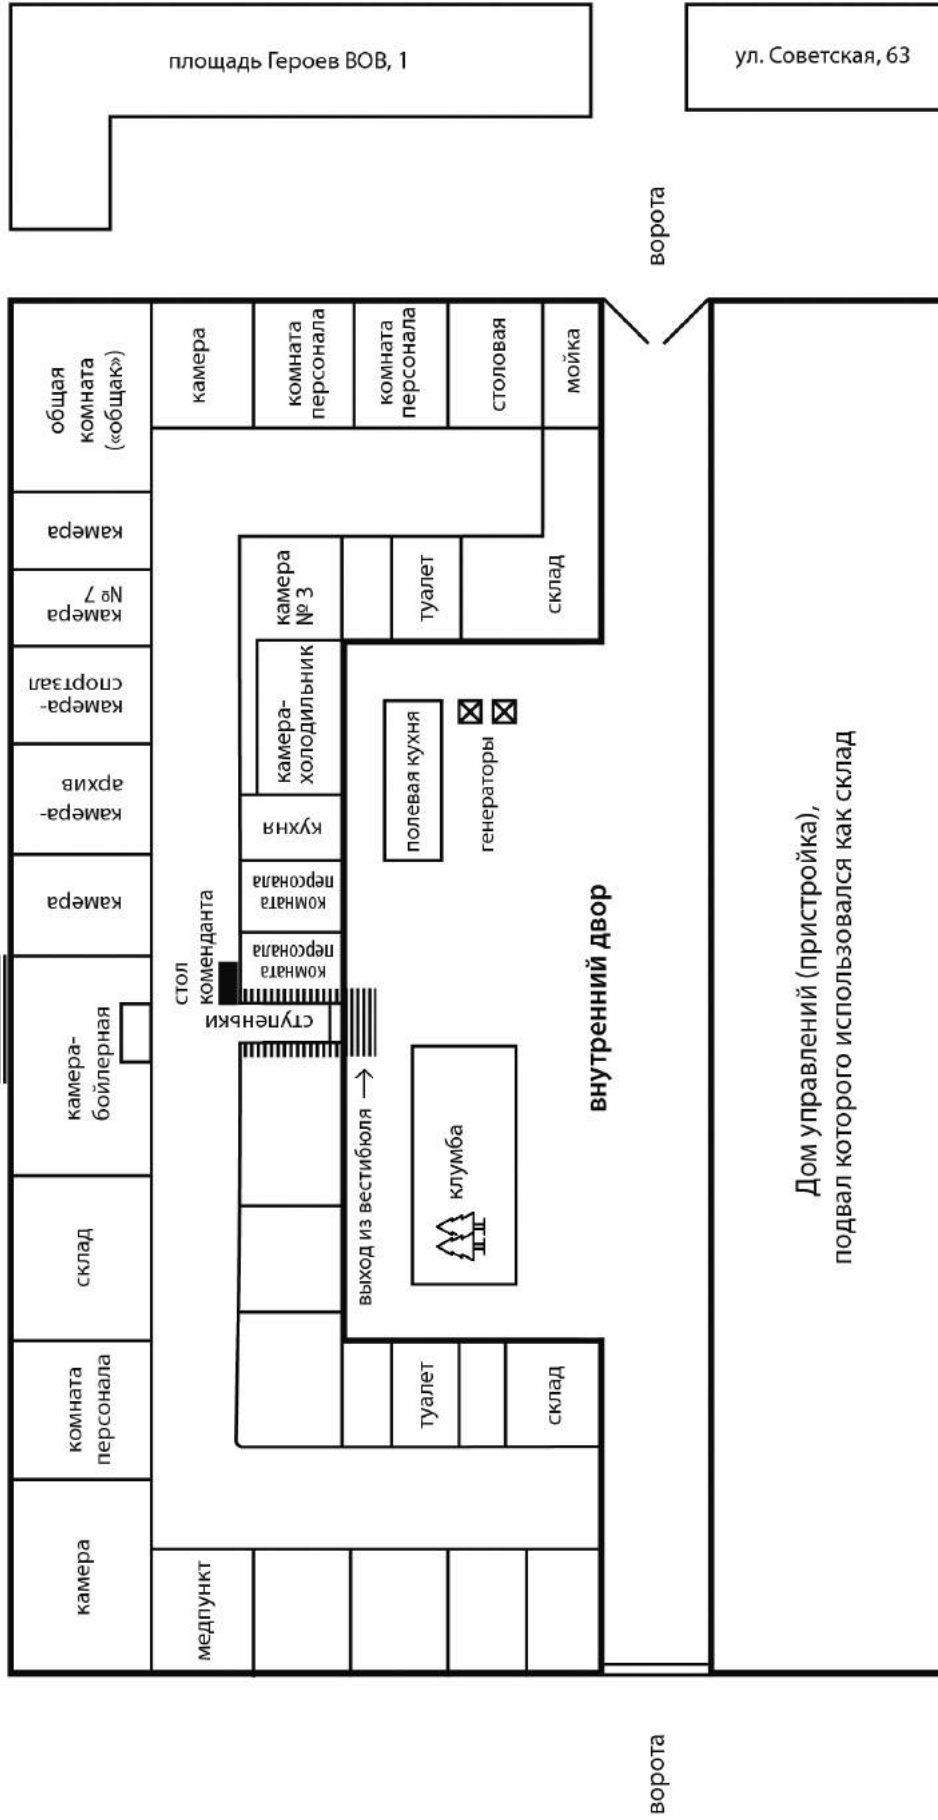 площадь Героев ВОВ, 1
ул. Советская, 63
ворота
общая
комната
(«общак»)
камера
комната
персонала
комната
персонала
столовая
мойка
камера
камера
№ 7
камера-
спортзал
камера-
архив
камера
камера-
бойлерная
склад
комната
персонала
камера
камера
№ 3
туалет
склад
камера-
холодильник
кухня
комната
персонала
комната
персонала
стол
коменданта
ступеньки
выход из вестибюля
полевая кухня
генераторы
клумба
внутренний двор
туалет
склад
медпункт
Дом управлений (пристройка),
подвал которого использовался как склад
ворота